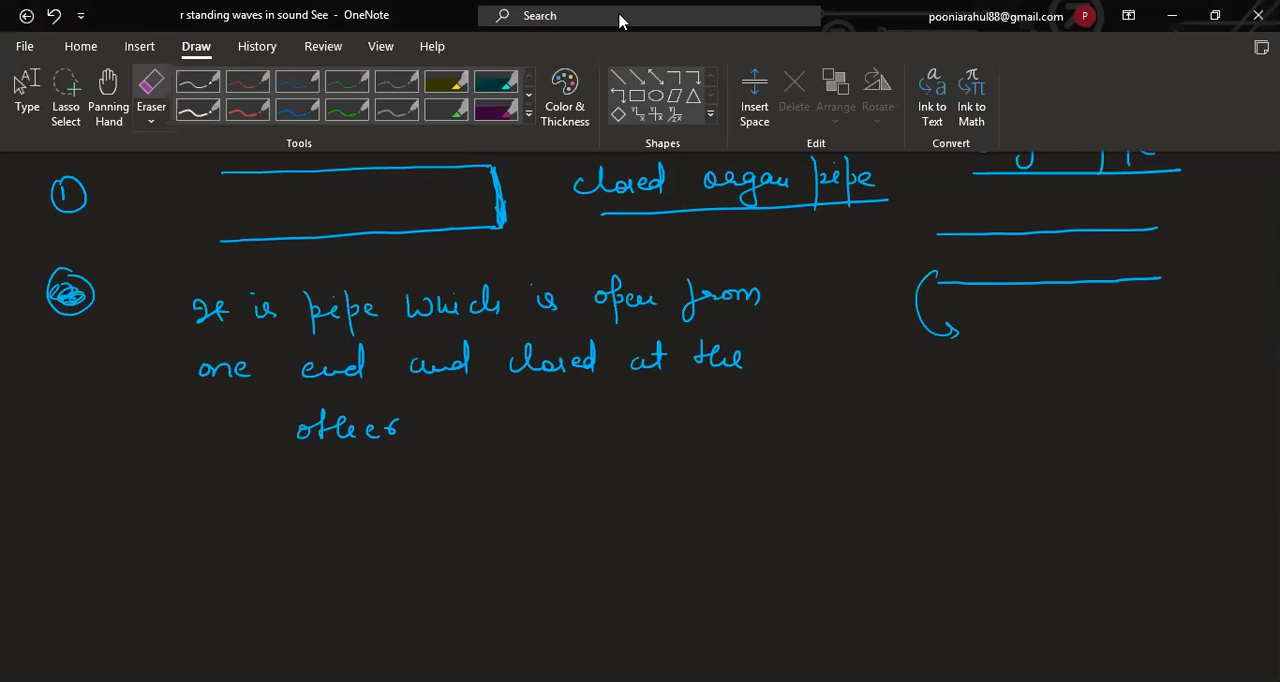 r standing waves in sound See - OneNote
Search
pooniarahul88@gmail.com
P
File Home Insert Draw History Review View Help
Type
Lasso Select
Panning Hand
Eraser
Color & Thickness
Insert Space
Delete
Arrange
Rotate
Ink to Text
Ink to Math
Tools
Shapes
Edit
Convert
1
closed organ pipe
It is pipe which is open from
one end and closed at the
other